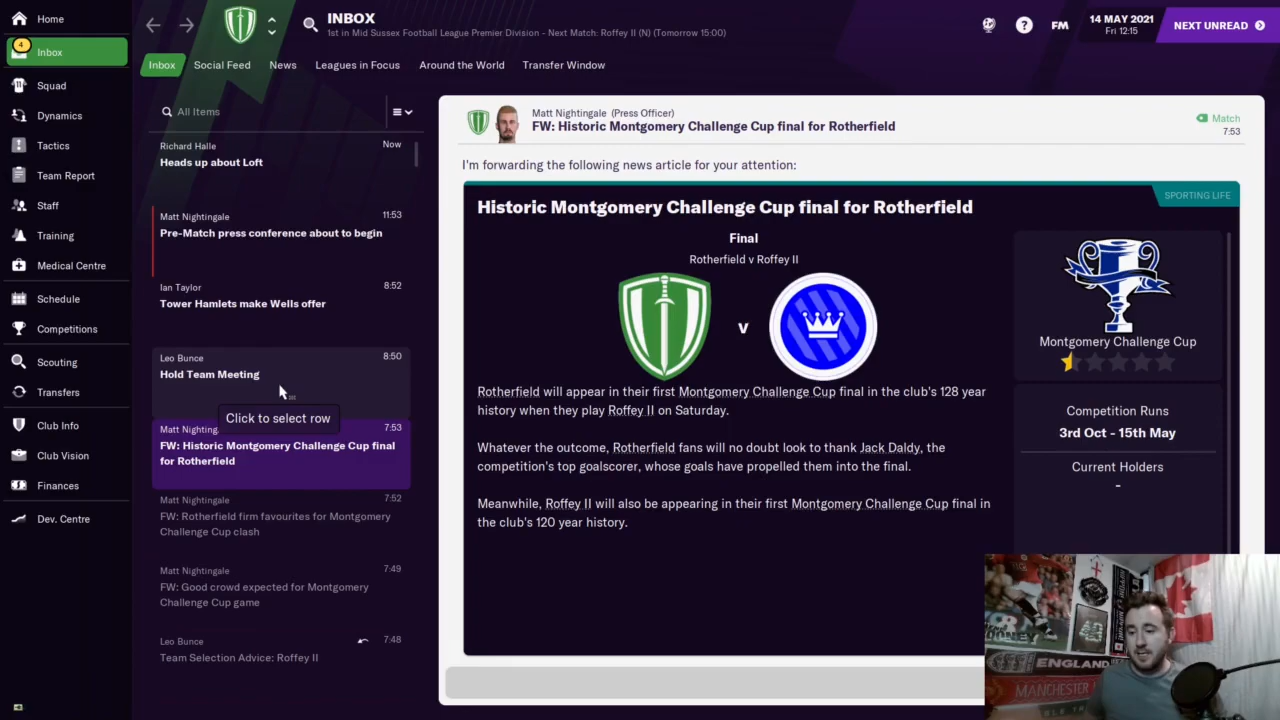 Home
4
Inbox
Squad
Dynamics
Tactics
Team Report
Staff
Training
Medical Centre
Schedule
Competitions
Scouting
Transfers
Club Info
Club Vision
Finances
Dev. Centre
INBOX
1st in Mid Sussex Football League Premier Division - Next Match: Roffey II (N) (Tomorrow 15:00)
?
FM
14 MAY 2021
Fri 12:15
NEXT UNREAD
Inbox
Social Feed
News
Leagues in Focus
Around the World
Transfer Window
All Items
Richard Halle
Now
Heads up about Loft
Matt Nightingale
11:53
Pre-Match press conference about to begin
Ian Taylor
8:52
Tower Hamlets make Wells offer
Leo Bunce
8:50
Hold Team Meeting
Click to select row
Matt Nightingale
7:53
FW: Historic Montgomery Challenge Cup final
for Rotherfield
Matt Nightingale
7:52
FW: Rotherfield firm favourites for Montgomery
Challenge Cup clash
Matt Nightingale
7:49
FW: Good crowd expected for Montgomery
Challenge Cup game
Leo Bunce
7:48
Team Selection Advice: Roffey II
Matt Nightingale (Press Officer)
FW: Historic Montgomery Challenge Cup final for Rotherfield
Match
7:53
I'm forwarding the following news article for your attention:
SPORTING LIFE
Historic Montgomery Challenge Cup final for Rotherfield
Final
Rotherfield v Roffey II
v
Rotherfield will appear in their first Montgomery Challenge Cup final in the club's 128 year
history when they play Roffey II on Saturday.
Whatever the outcome, Rotherfield fans will no doubt look to thank Jack Daldy, the
competition's top goalscorer, whose goals have propelled them into the final.
Meanwhile, Roffey II will also be appearing in their first Montgomery Challenge Cup final in
the club's 120 year history.
Montgomery Challenge Cup
Competition Runs
3rd Oct - 15th May
Current Holders
-
ENGLAND
MANCHESTER